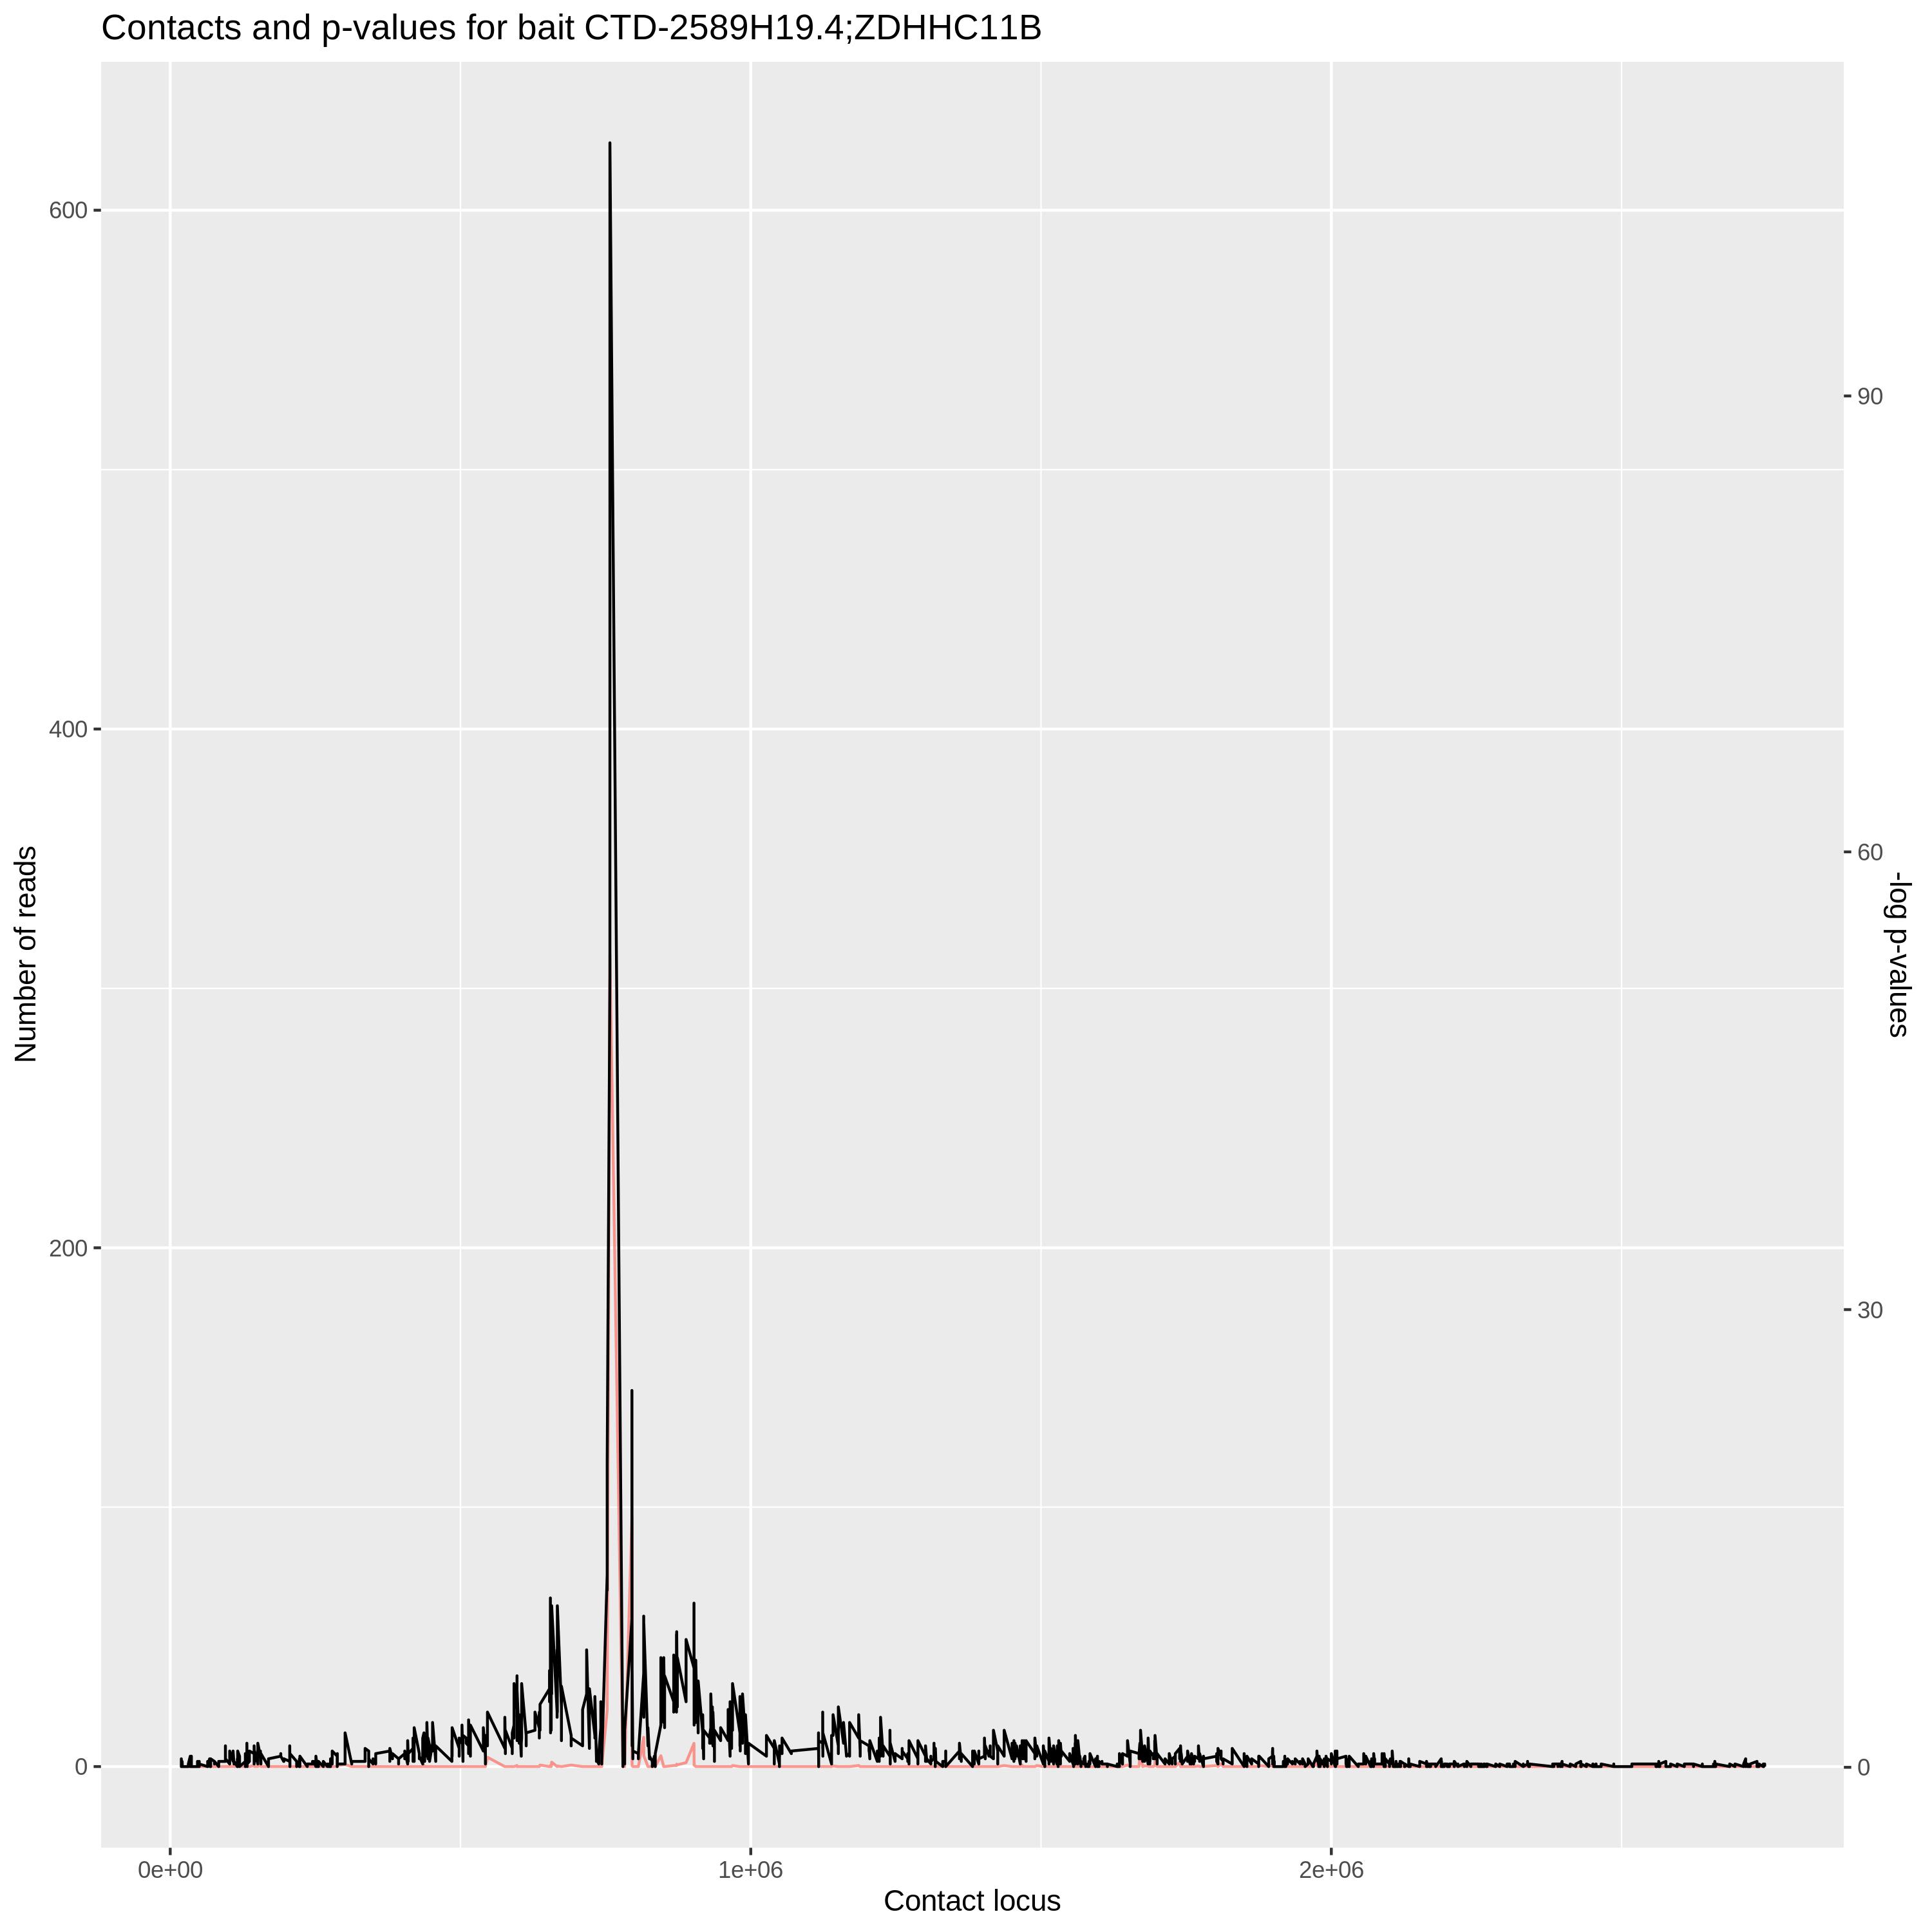 Contacts and p-values for bait CTD-2589H19.4;ZDHHC11B
600
400
200
0
Number of reads
90
60
30
0
-log p-values
0e+00
1e+06
2e+06
Contact locus